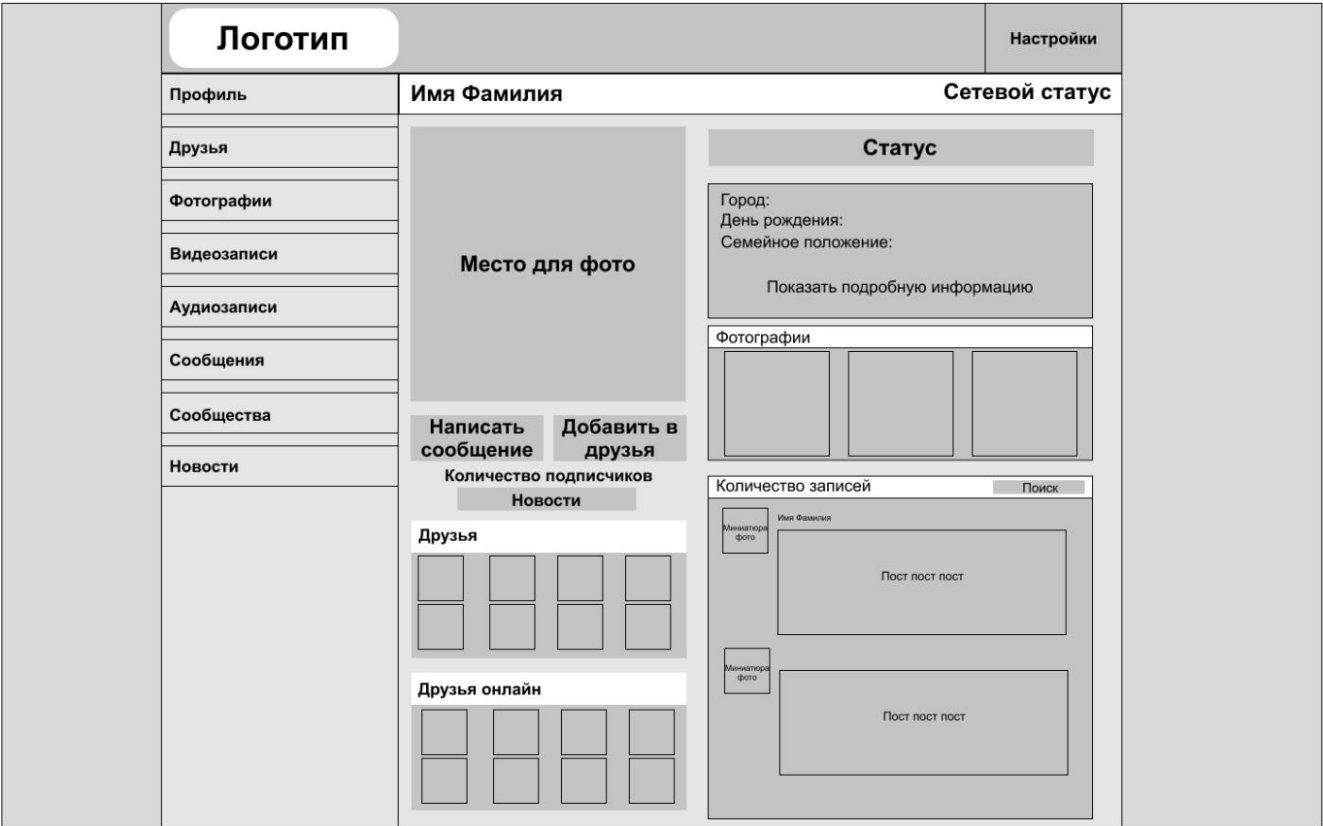 Логотип
Настройки
Профиль
Друзья
Фотографии
Видеозаписи
Аудиозаписи
Сообщения
Сообщества
Новости
Имя Фамилия
Сетевой статус
Место для фото
Написать
сообщение
Добавить в
друзья
Количество подписчиков
Новости
Друзья
Друзья онлайн
Статус
Город:
День рождения:
Семейное положение:
Показать подробную информацию
Фотографии
Количество записей
Поиск
Миниатюра
фото
Имя Фамилия
Пост пост пост
Миниатюра
фото
Пост пост пост